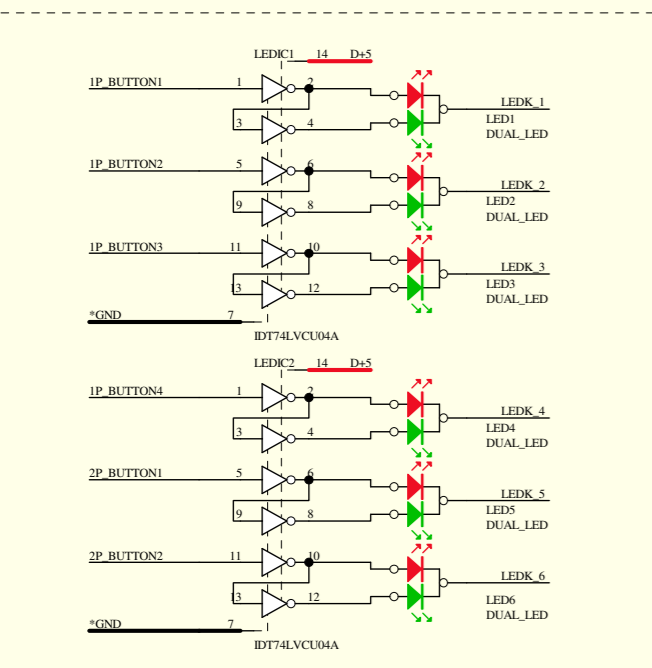 LEDIC1 14 D+5
1P_BUTTON1 1 2
LEDK_1
LED1
3 4
DUAL_LED
1P_BUTTON2 5 6
LEDK_2
LED2
9 8
DUAL_LED
1P_BUTTON3 11 10
LEDK_3
LED3
13 12
DUAL_LED
*GND 7
IDT74LVCU04A
LEDIC2 14 D+5
1P_BUTTON4 1 2
LEDK_4
LED4
3 4
DUAL_LED
2P_BUTTON1 5 6
LEDK_5
LED5
9 8
DUAL_LED
2P_BUTTON2 11 10
LEDK_6
LED6
13 12
DUAL_LED
*GND 7
IDT74LVCU04A